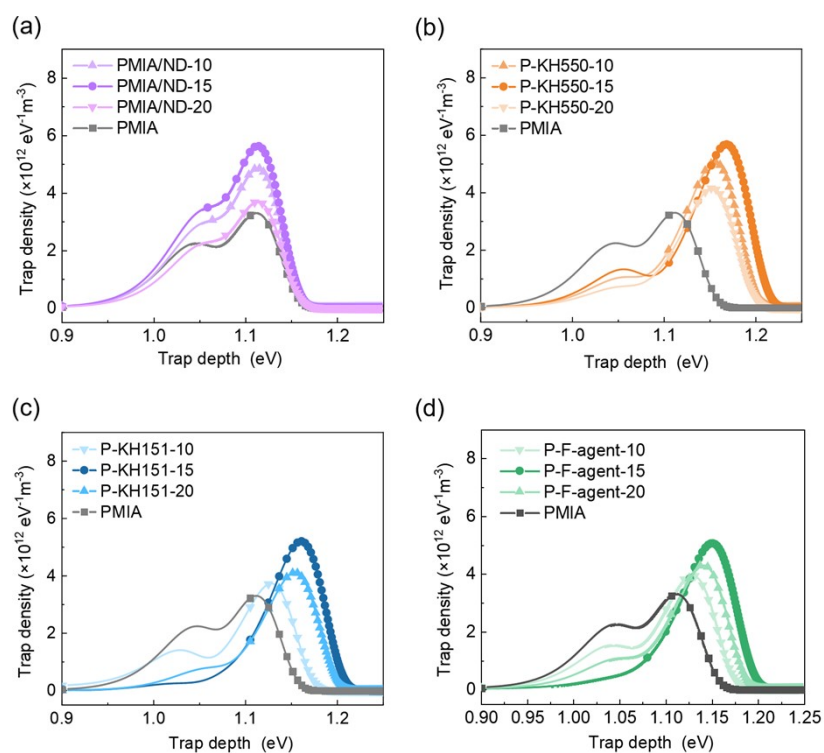 (a)
PMIA/ND-10
PMIA/ND-15
PMIA/ND-20
PMIA
Trap density (×10¹² eV⁻¹m⁻³)
8
6
4
2
0
0.9 1.0 1.1 1.2
Trap depth (eV)
(b)
P-KH550-10
P-KH550-15
P-KH550-20
PMIA
Trap density (×10¹² eV⁻¹m⁻³)
8
6
4
2
0
0.9 1.0 1.1 1.2
Trap depth (eV)
(c)
P-KH151-10
P-KH151-15
P-KH151-20
PMIA
Trap density (×10¹² eV⁻¹m⁻³)
8
6
4
2
0
0.9 1.0 1.1 1.2
Trap depth (eV)
(d)
P-F-agent-10
P-F-agent-15
P-F-agent-20
PMIA
Trap density (×10¹² eV⁻¹m⁻³)
8
6
4
2
0
0.90 0.95 1.00 1.05 1.10 1.15 1.20 1.25
Trap depth (eV)